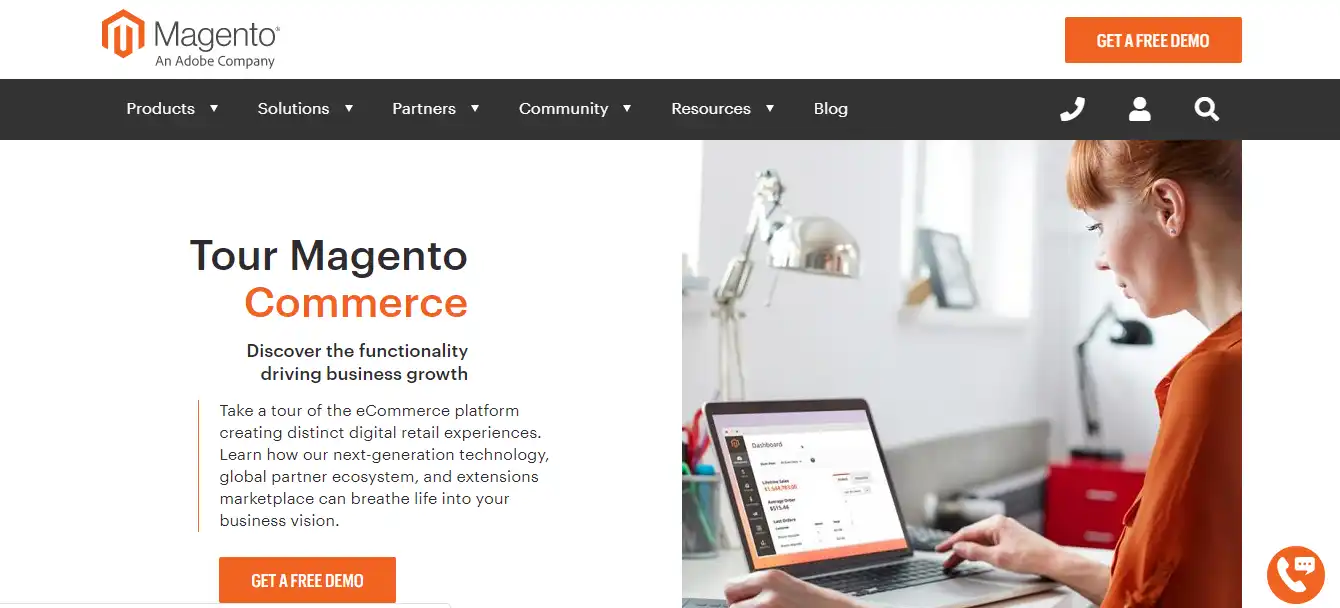 Magento®
An Adobe Company
GET A FREE DEMO
Products
Solutions
Partners
Community
Resources
Blog
Tour Magento
Commerce
Discover the functionality
driving business growth
Take a tour of the eCommerce platform
creating distinct digital retail experiences.
Learn how our next-generation technology,
global partner ecosystem, and extensions
marketplace can breathe life into your
business vision.
GET A FREE DEMO
Dashboard
Lifetime Sales
Average Order
$515.46
Last Orders